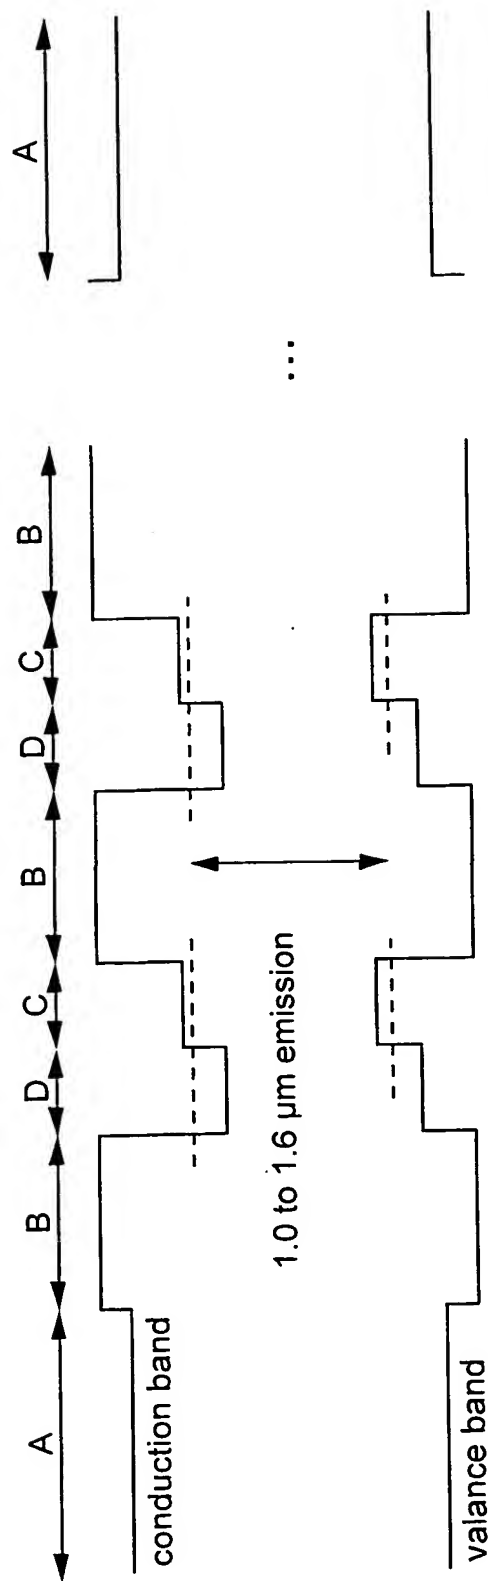 A
B
D
C
B
D
C
B
A
conduction band
1.0 to 1.6 µm emission
...
valance band